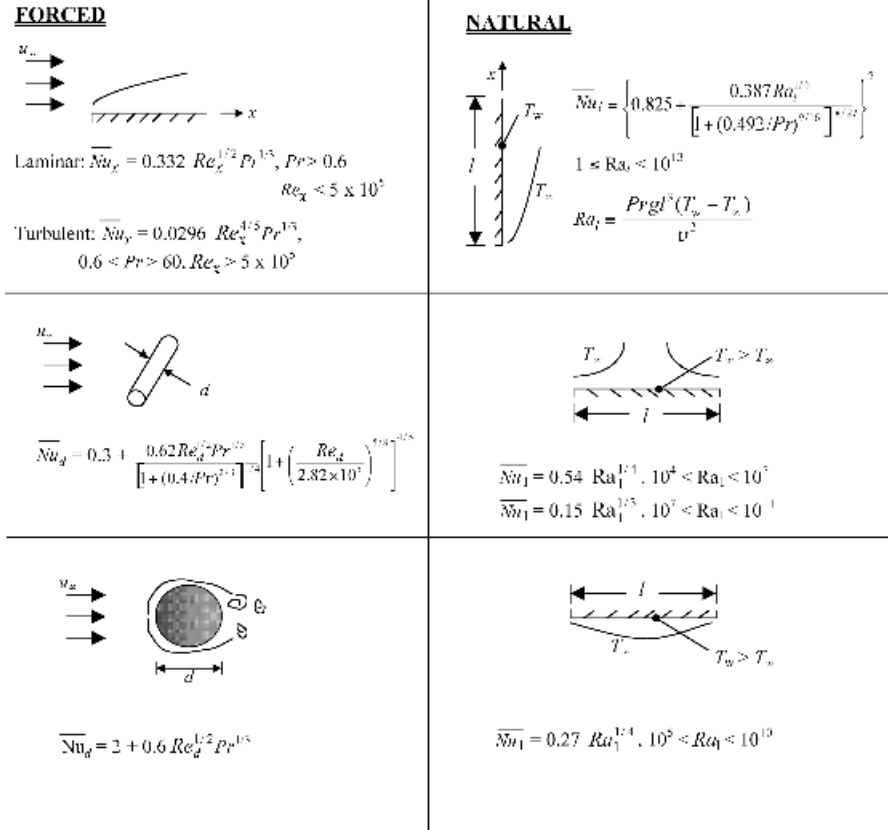 FORCED
u∞
x
Laminar: Nu̅x = 0.332 Rex^1/2 Pr^1/3, Pr > 0.6
Rex < 5 x 10^5
Turbulent: Nu̅x = 0.0296 Rex^4/5 Pr^1/3,
0.6 < Pr > 60, Rex > 5 x 10^5
NATURAL
x
Tw
l
T∞
Nu̅l = {0.825 + 0.387 Ral^1/6 / [1 + (0.492/Pr)^9/16]^8/27}^2
1 ≤ Ral < 10^12
Ral = Prgl^3(Tw − T∞) / υ^2
u∞
d
Nu̅d = 0.3 + 0.62 Red^1/2 Pr^1/3 / [1 + (0.4/Pr)^2/3]^1/4 [1 + (Red / 2.82×10^5)^5/8]^4/5
T∞
Tw > T∞
l
Nu̅l = 0.54 Ral^1/4, 10^4 < Ral < 10^7
Nu̅l = 0.15 Ral^1/3, 10^7 < Ral < 10^11
u∞
d
Nu̅d = 2 + 0.6 Red^1/2 Pr^1/3
l
T∞
Tw > T∞
Nu̅l = 0.27 Ral^1/4, 10^5 < Ral < 10^10